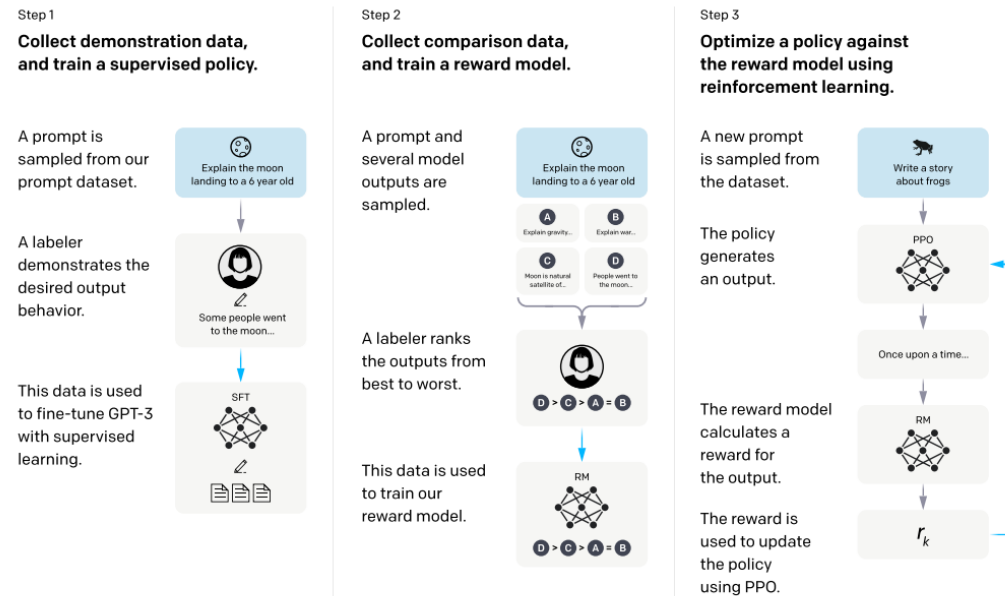 Step 1
Collect demonstration data,
and train a supervised policy.
A prompt is
sampled from our
prompt dataset.
Explain the moon
landing to a 6 year old
A labeler
demonstrates the
desired output
behavior.
Some people went
to the moon...
This data is used
to fine-tune GPT-3
with supervised
learning.
SFT
Step 2
Collect comparison data,
and train a reward model.
A prompt and
several model
outputs are
sampled.
Explain the moon
landing to a 6 year old
A
Explain gravity...
B
Explain war...
C
Moon is natural
satellite of...
D
People went to
the moon...
A labeler ranks
the outputs from
best to worst.
D > C > A = B
This data is used
to train our
reward model.
RM
D > C > A = B
Step 3
Optimize a policy against
the reward model using
reinforcement learning.
A new prompt
is sampled from
the dataset.
Write a story
about frogs
The policy
generates
an output.
PPO
Once upon a time...
The reward model
calculates a
reward for
the output.
RM
The reward is
used to update
the policy
using PPO.
rₖ